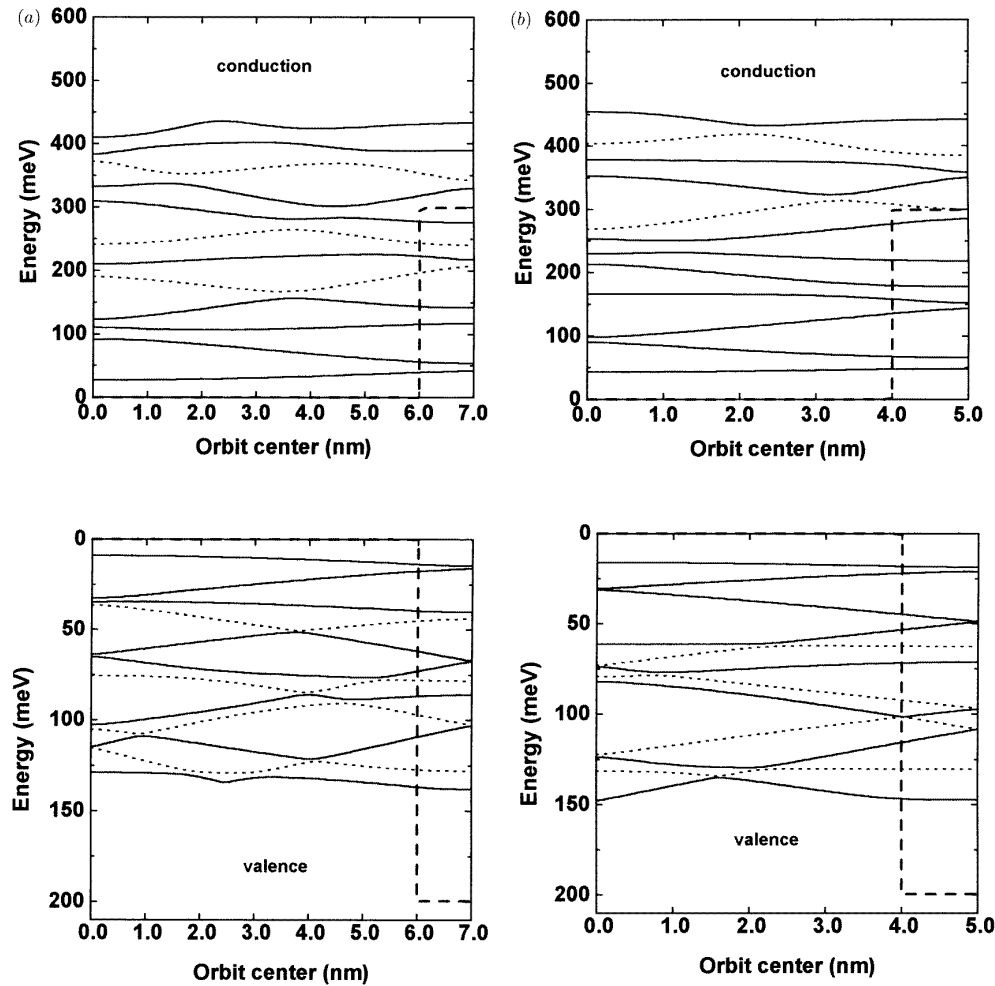 (a)
600
500
400
300
200
100
0
Energy (meV)
conduction
0.0 1.0 2.0 3.0 4.0 5.0 6.0 7.0
Orbit center (nm)
(b)
600
500
400
300
200
100
0
Energy (meV)
conduction
0.0 1.0 2.0 3.0 4.0 5.0
Orbit center (nm)
0
50
100
150
200
Energy (meV)
valence
0.0 1.0 2.0 3.0 4.0 5.0 6.0 7.0
Orbit center (nm)
0
50
100
150
200
Energy (meV)
valence
0.0 1.0 2.0 3.0 4.0 5.0
Orbit center (nm)